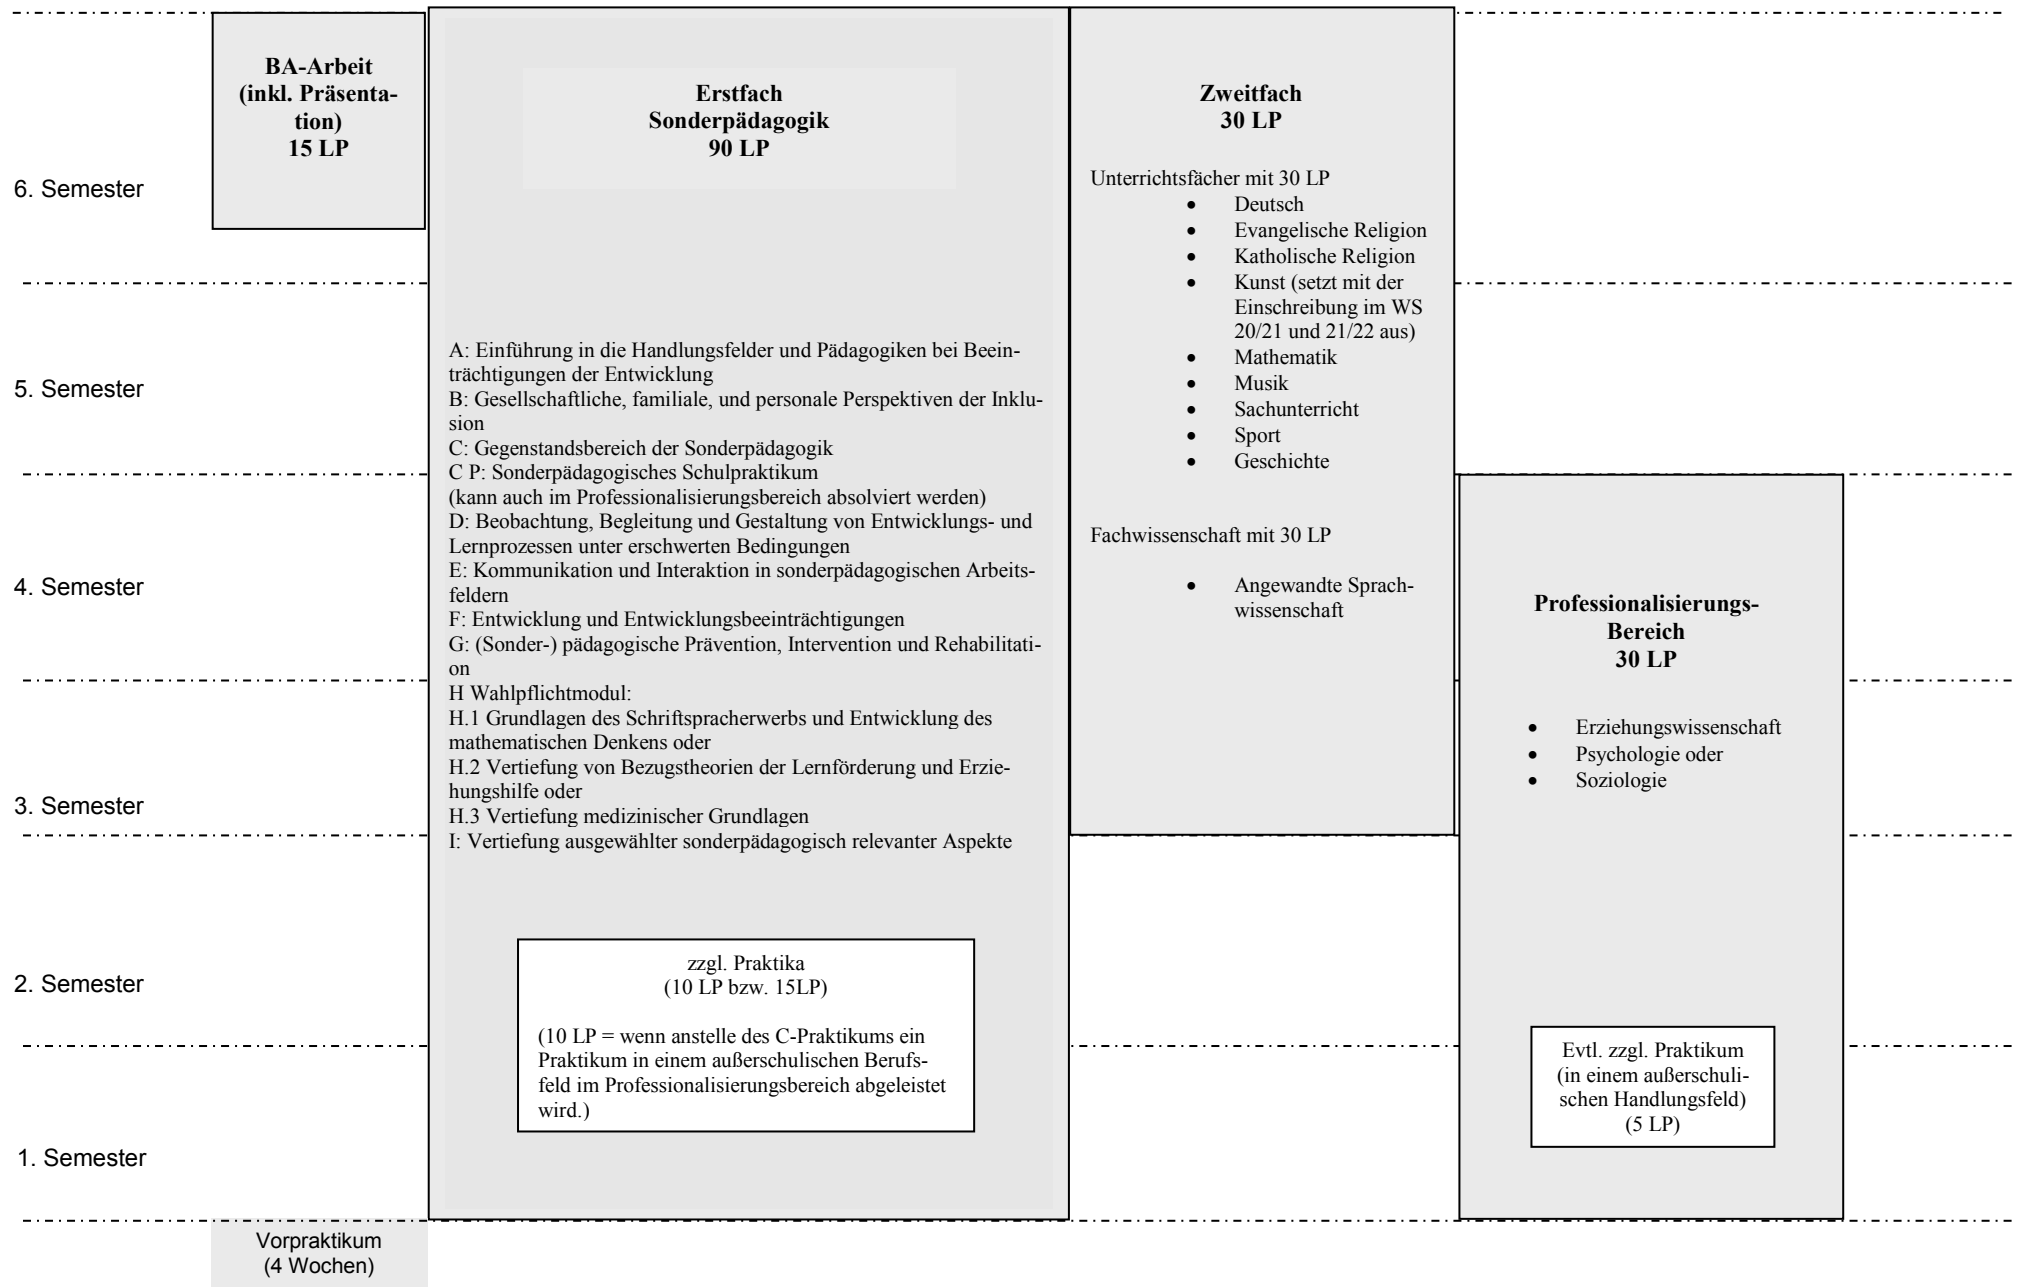 BA-Arbeit
(inkl. Präsenta-
tion)
15 LP
6. Semester
5. Semester
4. Semester
3. Semester
2. Semester
1. Semester
Vorpraktikum
(4 Wochen)
Erstfach
Sonderpädagogik
90 LP
A: Einführung in die Handlungsfelder und Pädagogiken bei Beein-
trächtigungen der Entwicklung
B: Gesellschaftliche, familiale, und personale Perspektiven der Inklu-
sion
C: Gegenstandsbereich der Sonderpädagogik
C P: Sonderpädagogisches Schulpraktikum
(kann auch im Professionalisierungsbereich absolviert werden)
D: Beobachtung, Begleitung und Gestaltung von Entwicklungs- und
Lernprozessen unter erschwerten Bedingungen
E: Kommunikation und Interaktion in sonderpädagogischen Arbeits-
feldern
F: Entwicklung und Entwicklungsbeeinträchtigungen
G: (Sonder-) pädagogische Prävention, Intervention und Rehabilitati-
on
H Wahlpflichtmodul:
H.1 Grundlagen des Schriftspracherwerbs und Entwicklung des
mathematischen Denkens oder
H.2 Vertiefung von Bezugstheorien der Lernförderung und Erzie-
hungshilfe oder
H.3 Vertiefung medizinischer Grundlagen
I: Vertiefung ausgewählter sonderpädagogisch relevanter Aspekte
zzgl. Praktika
(10 LP bzw. 15LP)
(10 LP = wenn anstelle des C-Praktikums ein
Praktikum in einem außerschulischen Berufs-
feld im Professionalisierungsbereich abgeleistet
wird.)
Zweitfach
30 LP
Unterrichtsfächer mit 30 LP
• Deutsch
• Evangelische Religion
• Katholische Religion
• Kunst (setzt mit der
Einschreibung im WS
20/21 und 21/22 aus)
• Mathematik
• Musik
• Sachunterricht
• Sport
• Geschichte
Fachwissenschaft mit 30 LP
• Angewandte Sprach-
wissenschaft
Professionalisierungs-
Bereich
30 LP
• Erziehungswissenschaft
• Psychologie oder
• Soziologie
Evtl. zzgl. Praktikum
(in einem außerschuli-
schen Handlungsfeld)
(5 LP)